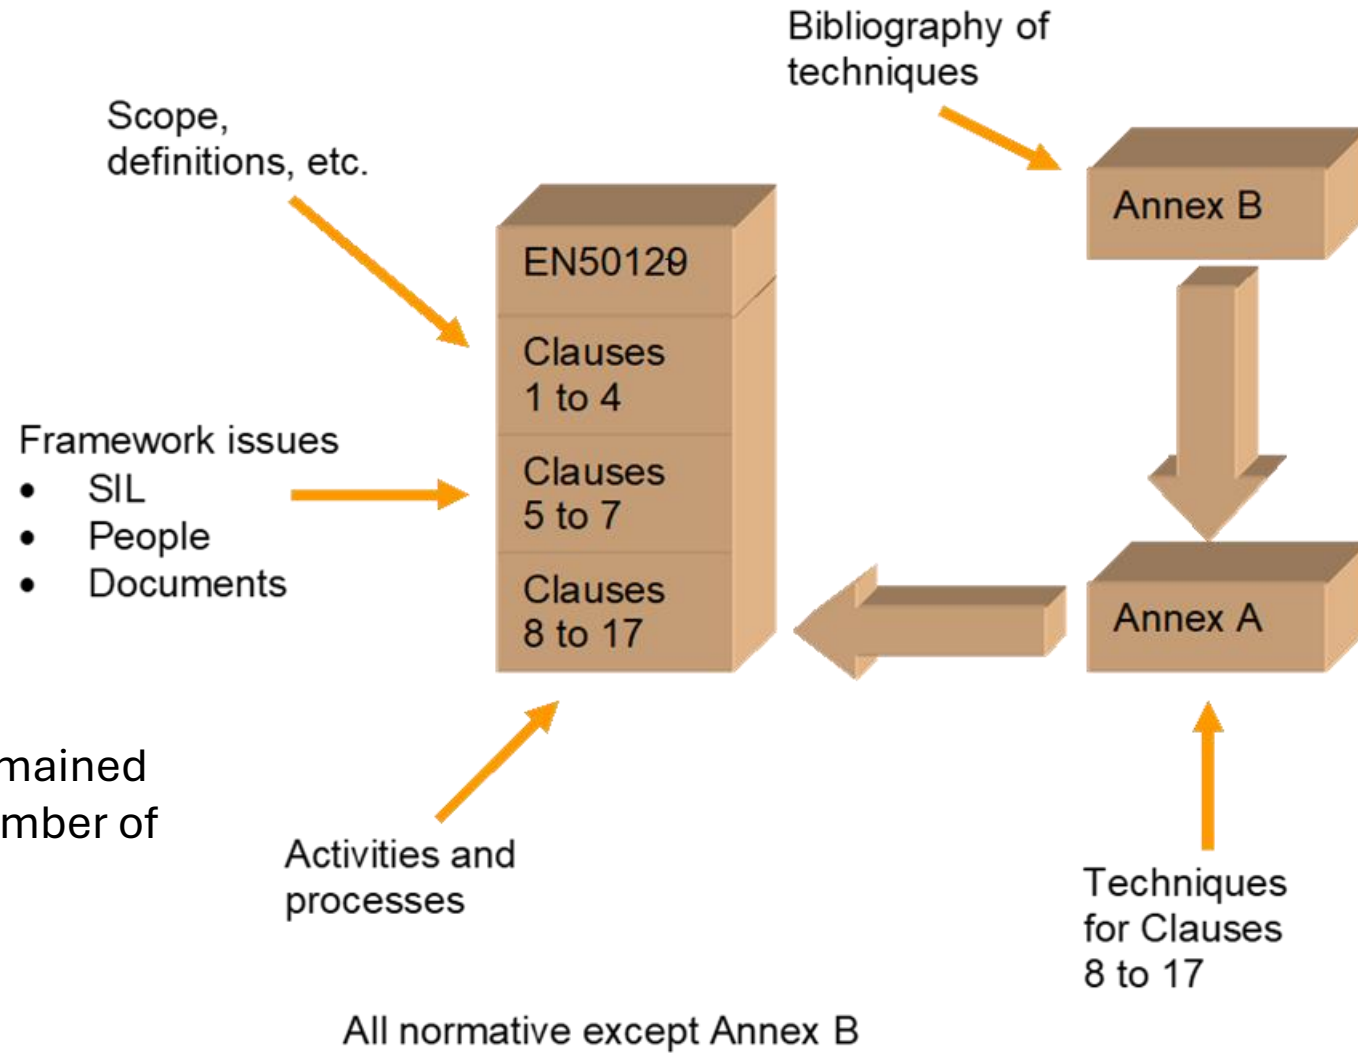 Bibliography of
techniques
Scope,
definitions, etc.
Annex B
EN50129
Clauses
1 to 4
Framework issues
• SIL
• People
• Documents
Clauses
5 to 7
Clauses
8 to 17
Annex A
mained
mber of
Activities and
processes
Techniques
for Clauses
8 to 17
All normative except Annex B